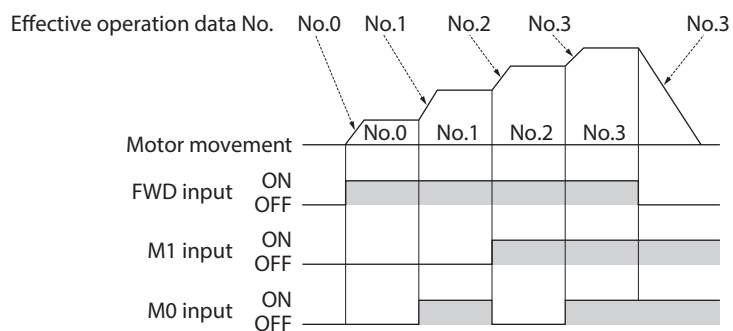 Effective operation data No. No.0 No.1 No.2 No.3 No.3
No.0 No.1 No.2 No.3
Motor movement
FWD input ON
OFF
M1 input ON
OFF
M0 input ON
OFF